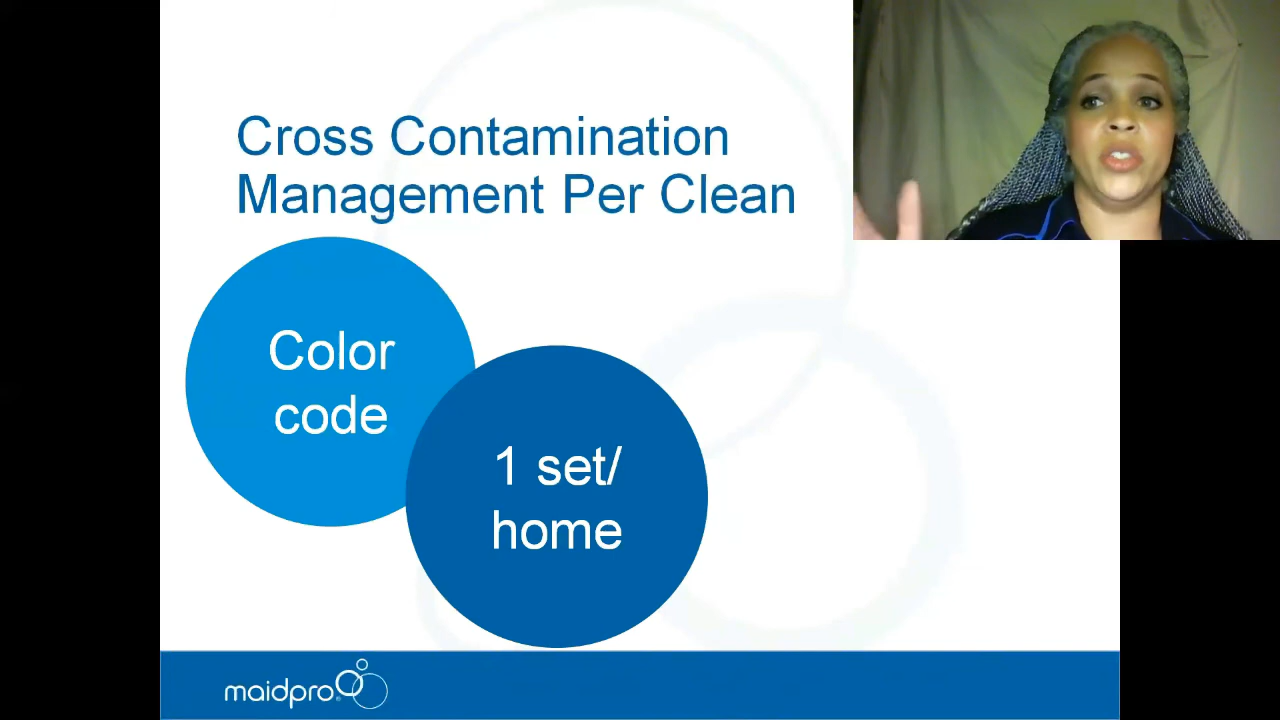 Cross Contamination
Management Per Clean
Color
code
1 set/
home
maidpro®